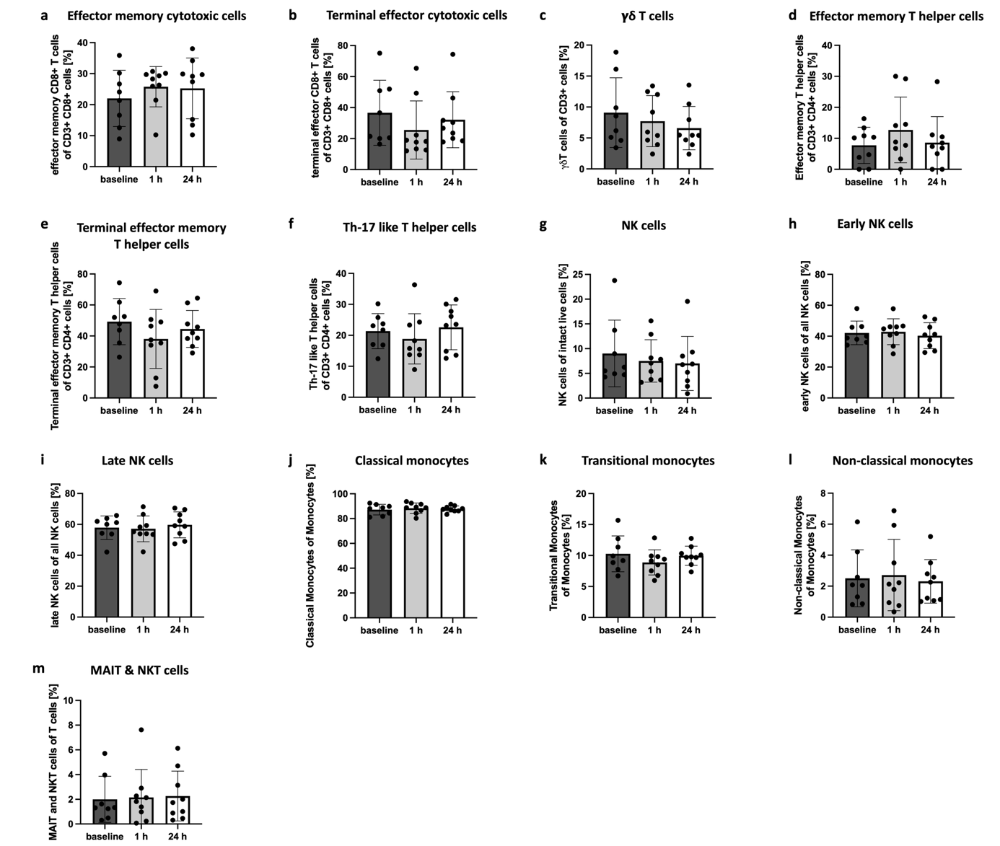 a Effector memory cytotoxic cells
effector memory CD8+ T cells
of CD3+ CD8+ cells [%]
40
30
20
10
0
baseline 1 h 24 h
b Terminal effector cytotoxic cells
terminal effector CD8+ T cells
of CD3+ CD8+ cells [%]
80
60
40
20
0
baseline 1 h 24 h
c γδ T cells
γδT cells of CD3+ cells [%]
20
15
10
5
0
baseline 1 h 24 h
d Effector memory T helper cells
Effector memory T helper cells
of CD3+ CD4+ cells [%]
40
30
20
10
0
baseline 1 h 24 h
e Terminal effector memory
T helper cells
Terminal effector memory T helper cells
of CD3+ CD4+ cells [%]
80
60
40
20
0
baseline 1 h 24 h
f Th-17 like T helper cells
Th-17 like T helper cells
of CD3+ CD4+ cells [%]
40
30
20
10
0
baseline 1 h 24 h
g NK cells
NK cells of intact live cells [%]
25
20
15
10
5
0
baseline 1 h 24 h
h Early NK cells
early NK cells of all NK cells [%]
80
60
40
20
0
baseline 1 h 24 h
i Late NK cells
late NK cells of all NK cells [%]
80
60
40
20
0
baseline 1 h 24 h
j Classical monocytes
Classical Monocytes of Monocytes [%]
100
80
60
40
20
0
baseline 1 h 24 h
k Transitional monocytes
Transitional Monocytes
of Monocytes [%]
20
15
10
5
0
baseline 1 h 24 h
l Non-classical monocytes
Non-classical Monocytes
of Monocytes [%]
8
6
4
2
0
baseline 1 h 24 h
m MAIT & NKT cells
MAIT and NKT cells of T cells [%]
10
8
6
4
2
0
baseline 1 h 24 h